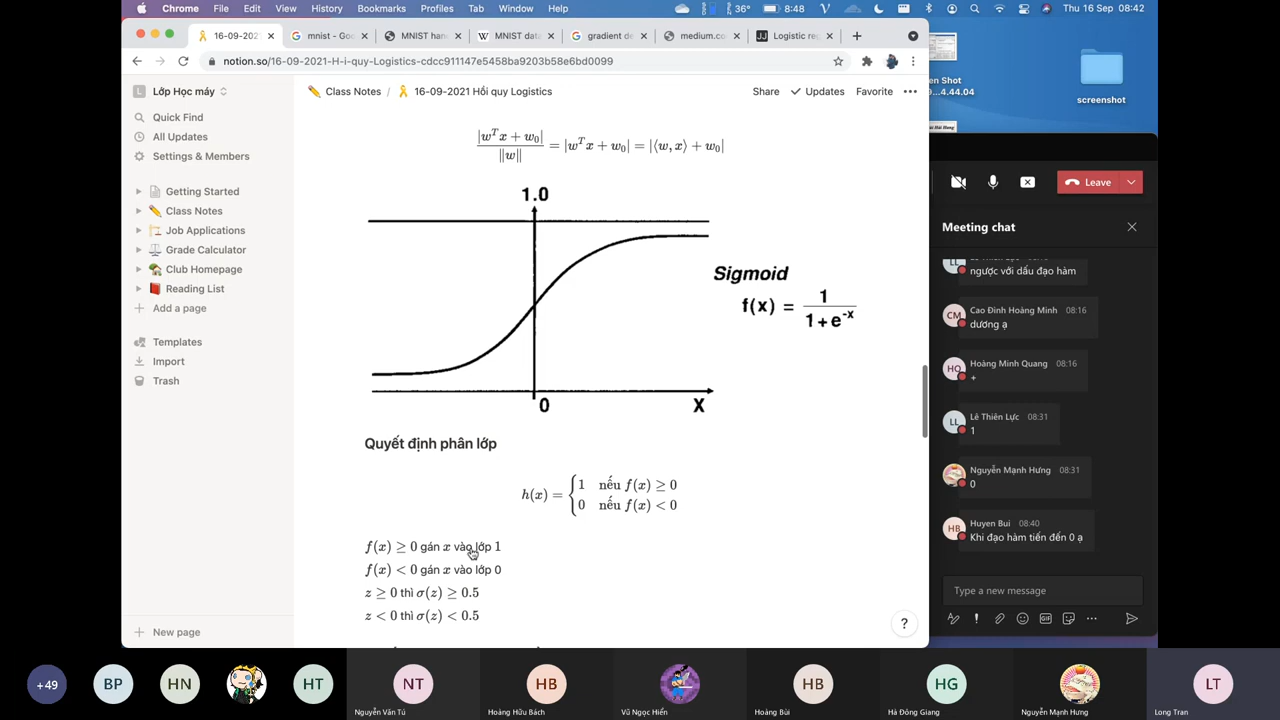 Chrome File Edit View History Bookmarks Profiles Tab Window Help
36° 8:48 Thu 16 Sep 08:42
16-09-202
mnist - Goo
MNIST han
MNIST data
gradient de
medium.co
Logistic reg
notion.so/16-09-2021-H-i-quy-Logistics-cdcc911147e5458ba9203b58e6bd0099
L Lớp Học máy
Class Notes / 16-09-2021 Hồi quy Logistics
Share Updates Favorite
Quick Find
All Updates
Settings & Members
Getting Started
Class Notes
Job Applications
Grade Calculator
Club Homepage
Reading List
Add a page
Templates
Import
Trash
New page
|w^T x + w_0| / ‖w‖ = |w^T x + w_0| = |⟨w, x⟩ + w_0|
1.0
Sigmoid
f(x) = 1 / (1+e^-x)
0
X
Quyết định phân lớp
h(x) = { 1 nếu f(x) ≥ 0
0 nếu f(x) < 0
f(x) ≥ 0 gán x vào lớp 1
f(x) < 0 gán x vào lớp 0
z ≥ 0 thì σ(z) ≥ 0.5
z < 0 thì σ(z) < 0.5
?
en Shot
...4.44.04
screenshot
Leave
Meeting chat
LL
ngược với dấu đạo hàm
CM Cao Đình Hoàng Minh 08:16
dương ạ
HQ Hoàng Minh Quang 08:16
+
LL Lê Thiên Lực 08:31
1
Nguyễn Mạnh Hưng 08:31
0
HB Huyen Bui 08:40
Khi đạo hàm tiến đến 0 ạ
Type a new message
+49
BP
HN
HT
NT
Nguyễn Văn Tú
HB
Hoàng Hữu Bách
Vũ Ngọc Hiển
HB
Hoàng Bùi
HG
Hà Đông Giang
Nguyễn Mạnh Hưng
LT
Long Tran